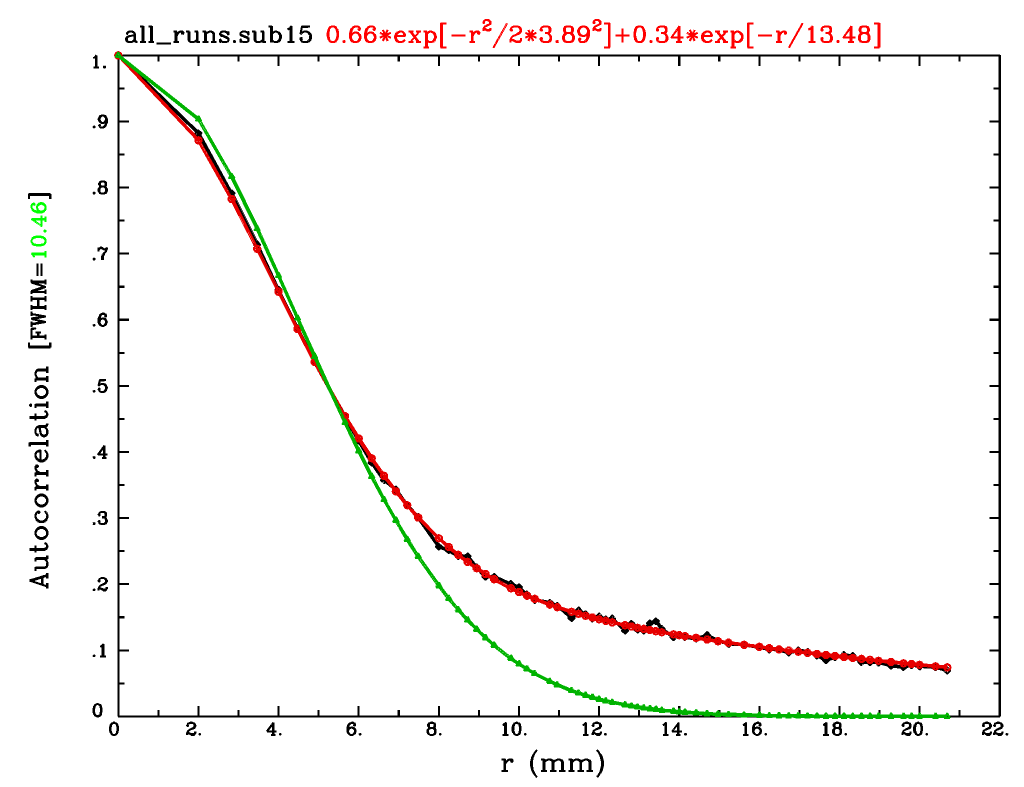 all_runs.sub15 0.66*exp[-r²/2*3.89²]+0.34*exp[-r/13.48]
1.
.9
.8
.7
.6
.5
.4
.3
.2
.1
0
Autocorrelation [FWHM=10.46]
0. 2. 4. 6. 8. 10. 12. 14. 16. 18. 20. 22.
r (mm)